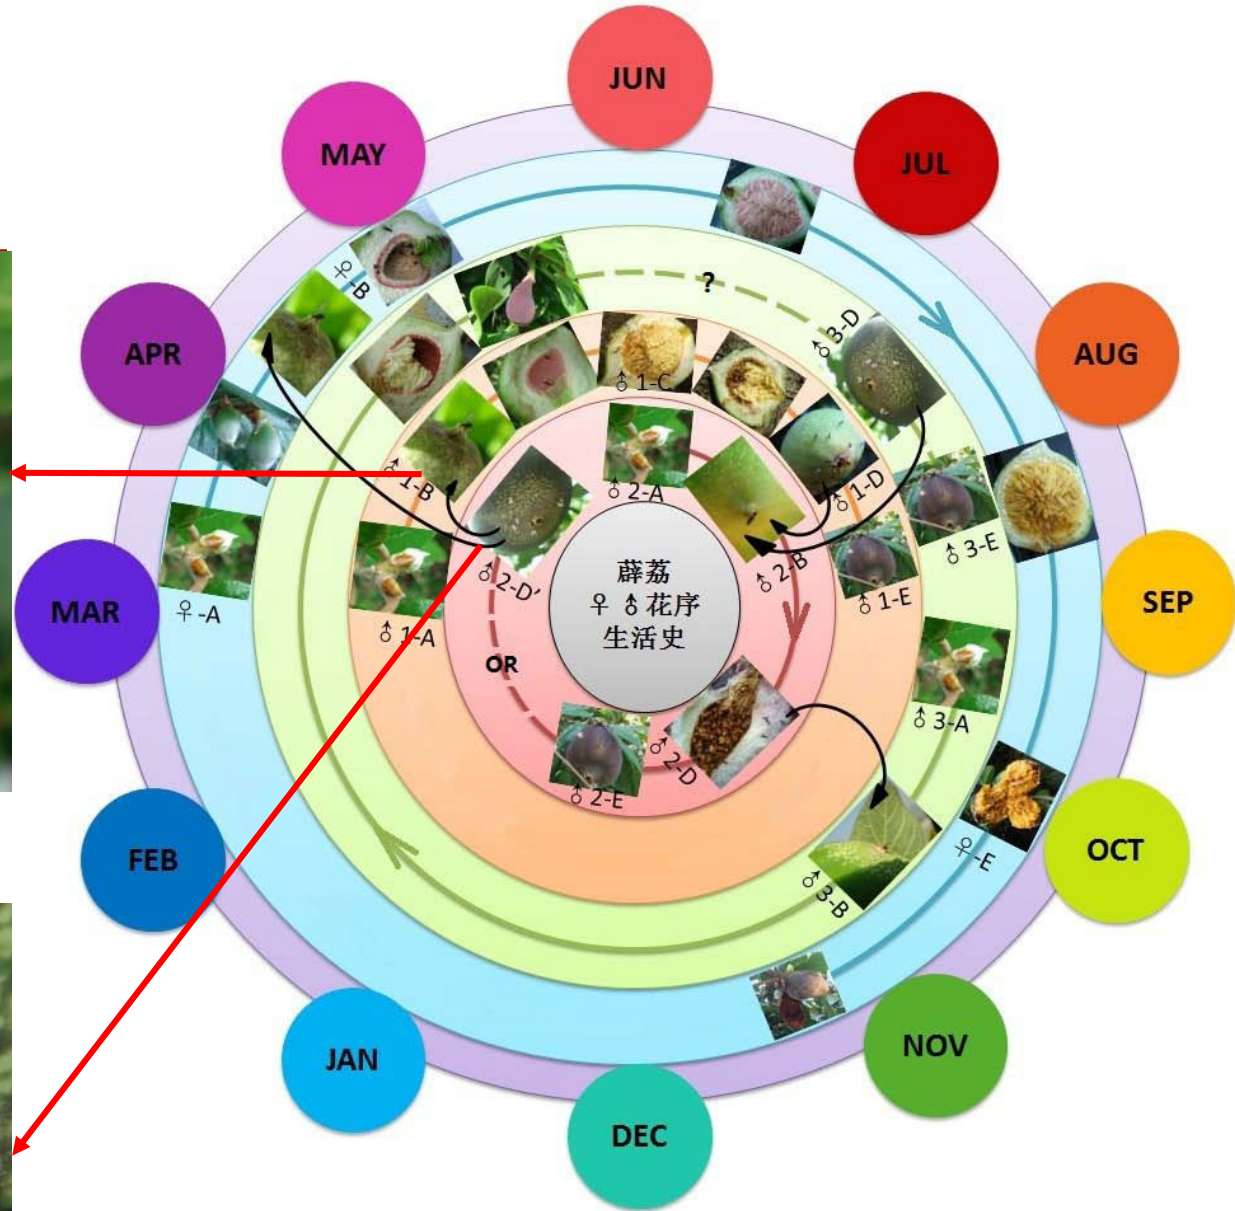 JUN
JUL
AUG
SEP
OCT
NOV
DEC
JAN
FEB
MAR
APR
MAY
♀-B
?
♂3-D
♂1-C
♂1-B
♂2-A
♂1-D
♂3-E
♂2-D’
♂2-B
♂1-E
♀-A
♂1-A
薜荔
♀♂花序
生活史
OR
♂3-A
♂2-D
♂2-E
♀-E
♂3-B